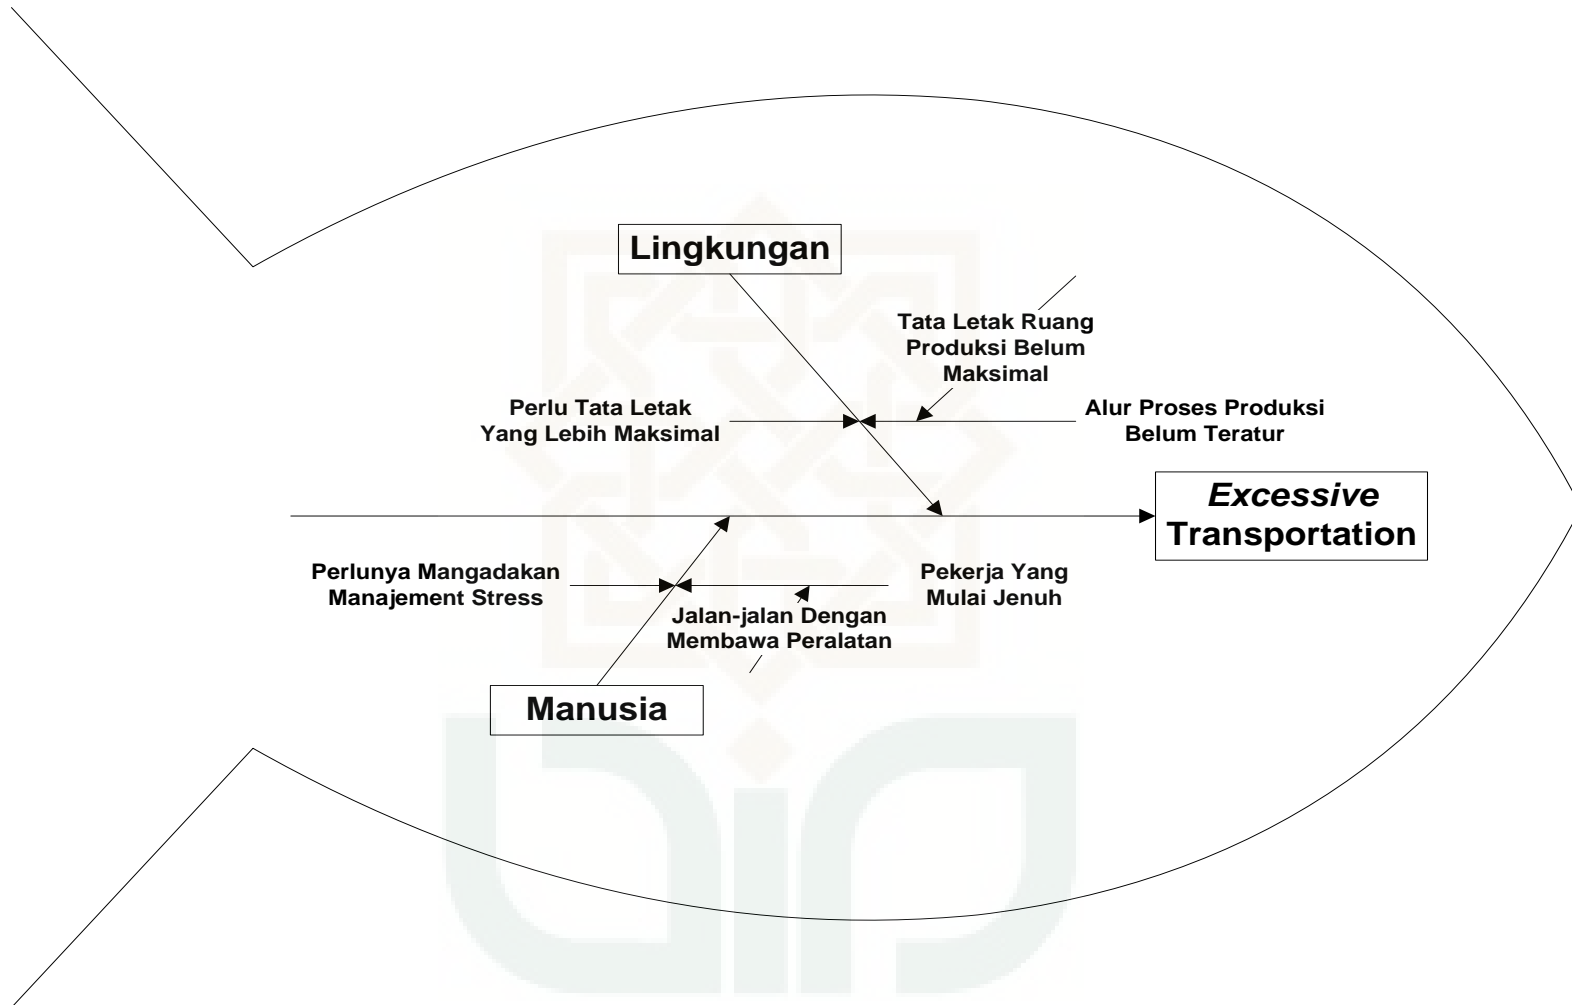 Lingkungan
Tata Letak Ruang
Produksi Belum
Maksimal
Perlu Tata Letak
Yang Lebih Maksimal
Alur Proses Produksi
Belum Teratur
Excessive
Transportation
Perlunya Mangadakan
Manajement Stress
Pekerja Yang
Mulai Jenuh
Jalan-jalan Dengan
Membawa Peralatan
Manusia